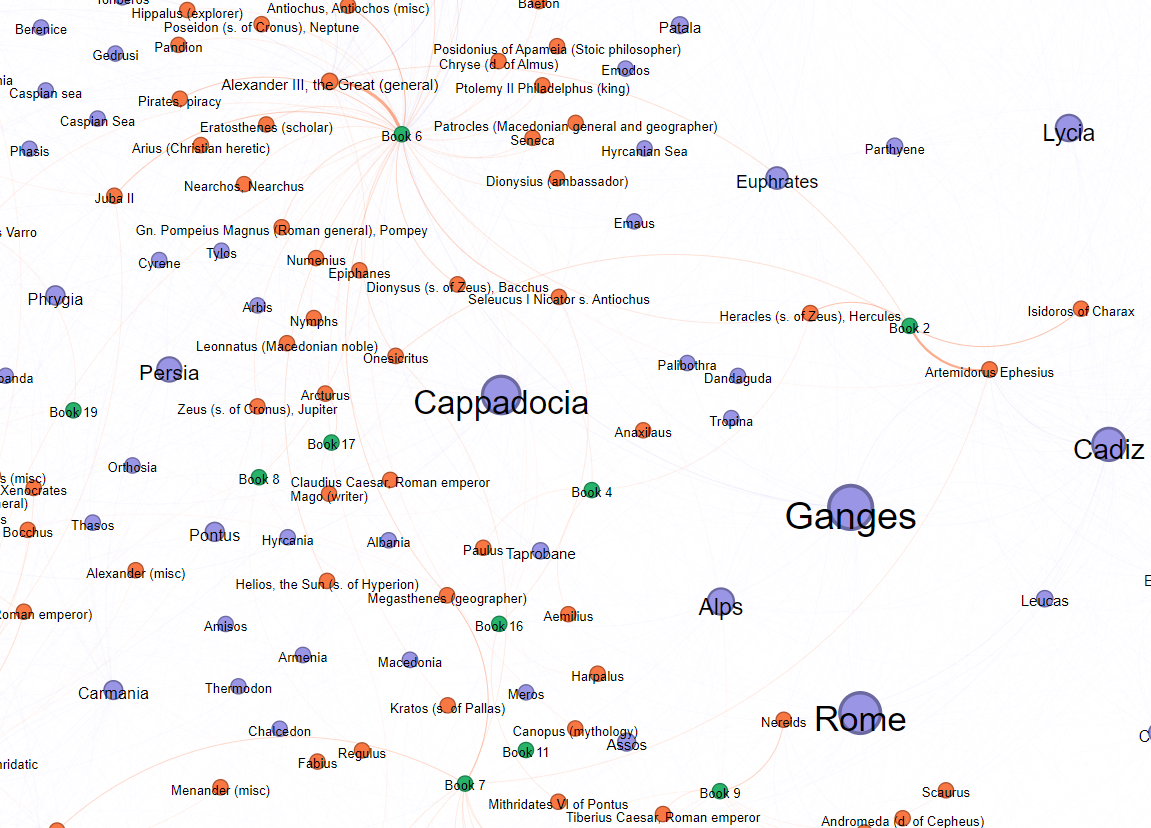 Hippalus (explorer)
Antiochus, Antiochos (misc)
Baeton
Berenice
Poseidon (s. of Cronus), Neptune
Patala
Gedrusi
Pandion
Posidonius of Apameia (Stoic philosopher)
Chryse (d. of Almus)
Emodos
Alexander III, the Great (general)
Ptolemy II Philadelphus (king)
Caspian sea
Pirates, piracy
Caspian Sea
Eratosthenes (scholar)
Book 6
Patrocles (Macedonian general and geographer)
Seneca
Lycia
Phasis
Arius (Christian heretic)
Hyrcanian Sea
Parthyene
Juba II
Nearchos, Nearchus
Dionysius (ambassador)
Euphrates
Varro
Gn. Pompeius Magnus (Roman general), Pompey
Emaus
Cyrene
Tylos
Numenius
Epiphanes
Dionysus (s. of Zeus), Bacchus
Phrygia
Arbis
Seleucus I Nicator s. Antiochus
Nymphs
Heracles (s. of Zeus), Hercules
Book 2
Isidoros of Charax
Leonnatus (Macedonian noble)
Onesicritus
Persia
Palibothra
Dandaguda
Artemidorus Ephesius
Arcturus
Cappadocia
Book 19
Zeus (s. of Cronus), Jupiter
Tropina
Book 17
Anaxilaus
Cadiz
Orthosia
Book 8
Claudius Caesar, Roman emperor
(misc)
Xenocrates
Mago (writer)
Book 4
Ganges
Bocchus
Thasos
Pontus
Hyrcania
Albania
Paulus
Taprobane
Alexander (misc)
Helios, the Sun (s. of Hyperion)
Megasthenes (geographer)
Leucas
emperor)
Amisos
Book 16
Aemilius
Alps
Armenia
Macedonia
Harpalus
Carmania
Thermodon
Meros
Kratos (s. of Pallas)
Nereids
Rome
Chalcedon
Canopus (mythology)
Assos
Regulus
Book 11
Fabius
Menander (misc)
Book 7
Mithridates VI of Pontus
Book 9
Scaurus
Tiberius Caesar, Roman emperor
Andromeda (d. of Cepheus)